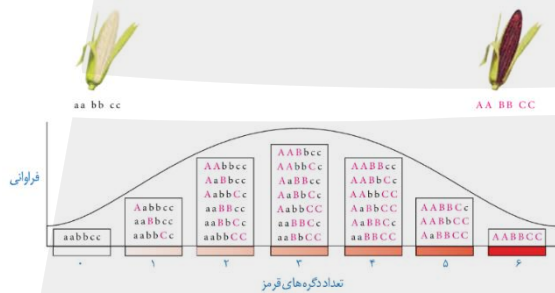 aa bb cc
AA BB CC
فراوانی
aabbcc
Aabbcc
aaBbcc
aabbCc
AAbbcc
AaBbcc
AabbCc
aaBBcc
aaBbCc
aabbCC
AABbcc
AAbbCc
AaBBcc
AaBbCc
AabbCC
aaBBCc
aaBbCC
AABBcc
AABbCc
AAbbCC
AaBbCC
AaBBCc
aaBBCC
AABBCc
AABbCC
AaBBCC
AABBCC
۰ ۱ ۲ ۳ ۴ ۵ ۶
تعداد دگره‌های قرمز